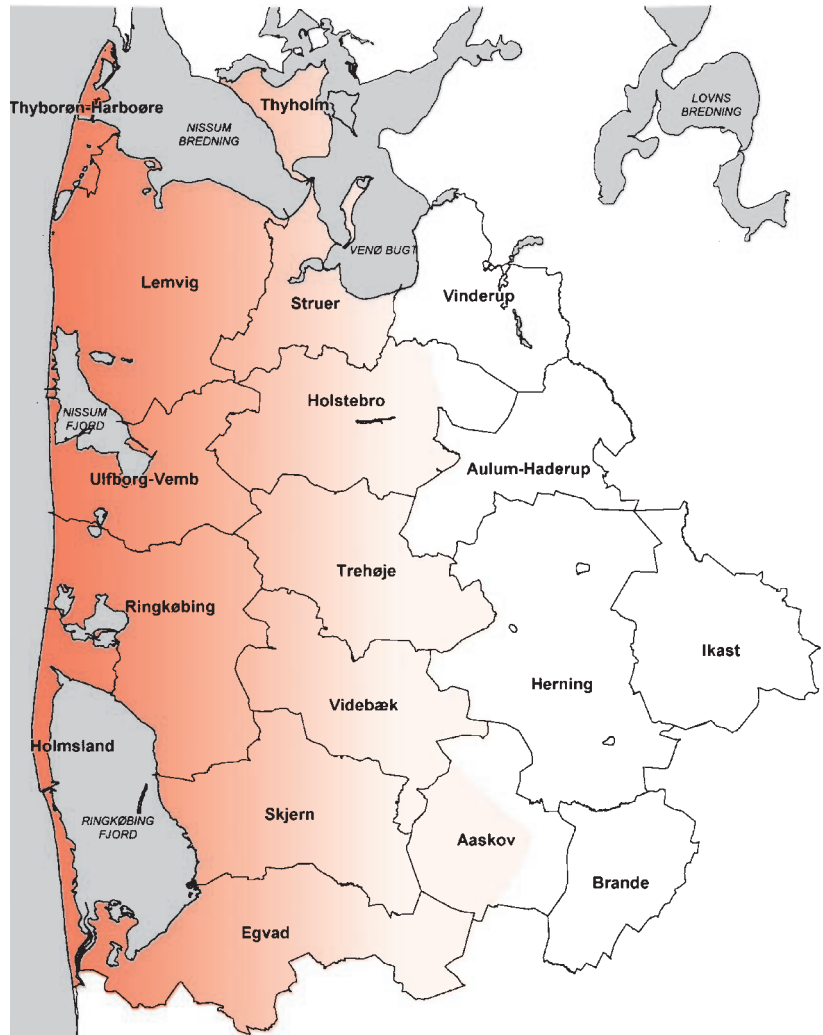 Thyborøn-Harboøre
Thyholm
NISSUM
BREDNING
LOVNS
BREDNING
VENØ BUGT
Lemvig
Struer
Vinderup
Holstebro
NISSUM
FJORD
Ulfborg-Vemb
Aulum-Haderup
Trehøje
Ringkøbing
Ikast
Herning
Videbæk
Holmsland
RINGKØBING
FJORD
Skjern
Aaskov
Brande
Egvad